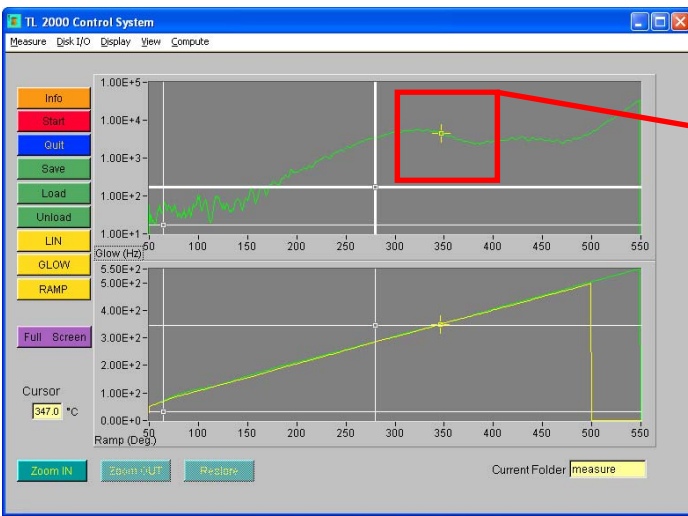 TL 2000 Control System
Measure Disk I/O Display View Compute
Info
Start
Quit
Save
Load
Unload
LIN
GLOW
RAMP
Full Screen
Cursor
347.0 °C
1.00E+5
1.00E+4
1.00E+3
1.00E+2
1.00E+1
Glow (Hz)
50 100 150 200 250 300 350 400 450 500 550
5.50E+2
5.00E+2
4.00E+2
3.00E+2
2.00E+2
1.00E+2
0.00E+0
Ramp (Deg.)
50 100 150 200 250 300 350 400 450 500 550
Zoom IN Zoom OUT Restore
Current Folder measure